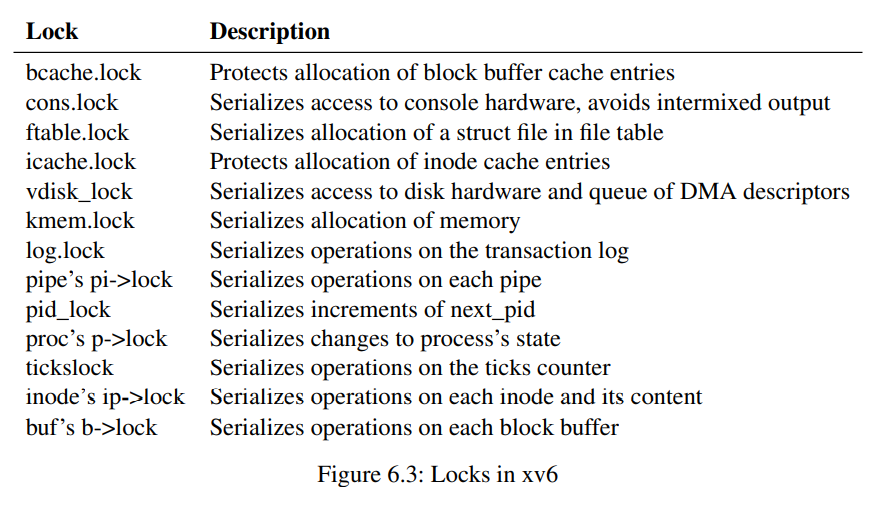 Lock Description
bcache.lock Protects allocation of block buffer cache entries
cons.lock Serializes access to console hardware, avoids intermixed output
ftable.lock Serializes allocation of a struct file in file table
icache.lock Protects allocation of inode cache entries
vdisk_lock Serializes access to disk hardware and queue of DMA descriptors
kmem.lock Serializes allocation of memory
log.lock Serializes operations on the transaction log
pipe’s pi->lock Serializes operations on each pipe
pid_lock Serializes increments of next_pid
proc’s p->lock Serializes changes to process’s state
tickslock Serializes operations on the ticks counter
inode’s ip->lock Serializes operations on each inode and its content
buf’s b->lock Serializes operations on each block buffer
Figure 6.3: Locks in xv6